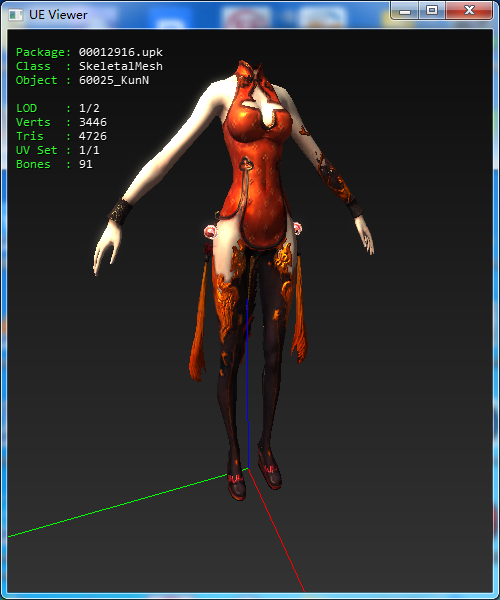 UE Viewer
Package: 00012916.upk
Class : SkeletalMesh
Object : 60025_KunN
LOD : 1/2
Verts : 3446
Tris : 4726
UV Set : 1/1
Bones : 91